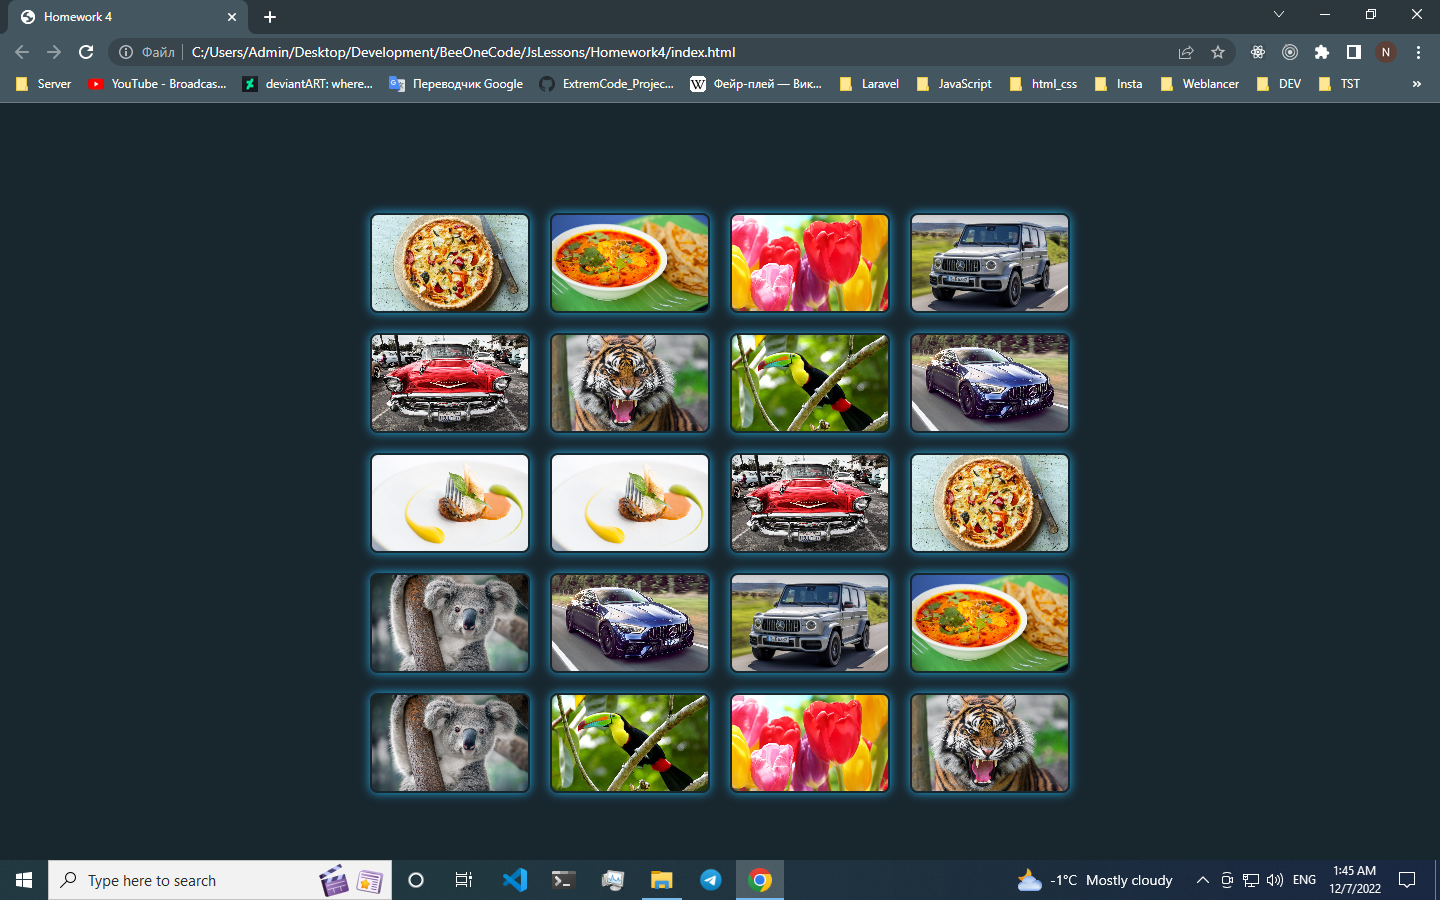 Homework 4
Файл C:/Users/Admin/Desktop/Development/BeeOneCode/JsLessons/Homework4/index.html
N
Server YouTube - Broadcas... deviantART: where... Переводчик Google ExtremCode_Projec... W Фейр-плей — Вик... Laravel JavaScript html_css Insta Weblancer DEV TST »
Type here to search
-1°C Mostly cloudy
ENG
1:45 AM
12/7/2022